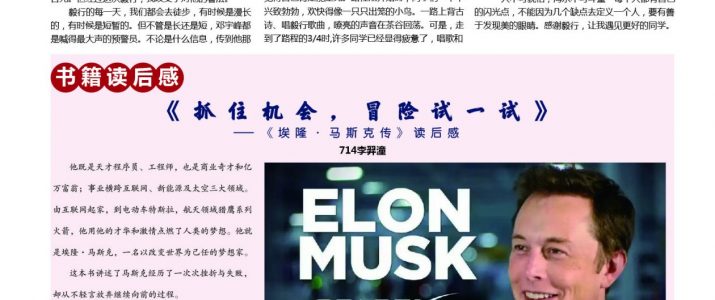 毅行的每一天，我们都会去徒步，有时候是漫长
的，有时候是短暂的。但不管是长还是短，邓宇峰都
是喊得最大声的预警员。不论是什么信息，传到他那
兴致勃勃，欢快得像一只只出笼的小鸟。一路上背古
诗、唱毅行歌曲，嘹亮的声音在茶谷回荡。可是，走
到了路程的3/4时,许多同学已经显得疲惫了，唱歌和
的闪光点，不能因为几个缺点去定义一个人，要有善
于发现美的眼睛。感谢毅行，让我遇见更好的同学。
书籍读后感
《抓住机会，冒险试一试》
——《埃隆·马斯克传》读后感
714李羿潼
他既是天才程序员、工程师，也是商业奇才和亿
万富翁；事业横跨互联网、新能源及太空三大领域。
由互联网起家，到电动车特斯拉，航天领域猎鹰系列
火箭，他用他的才华和激情点燃了人类的梦想。他就
是埃隆·马斯克，一名以改变世界为己任的梦想家。
这本书讲述了马斯克经历了一次次挫折与失败，
却从不轻言放弃继续向前的过程。
ELON
MUSK